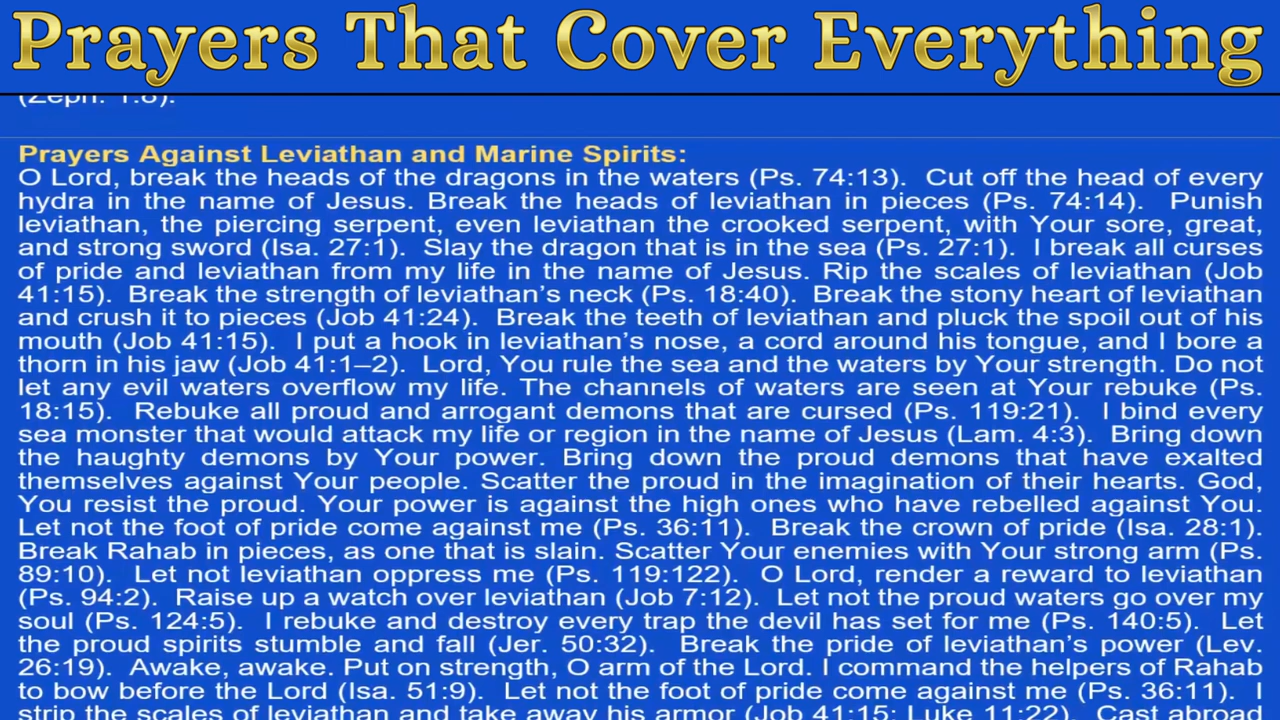 Prayers That Cover Everything
(Zeph. 1:8).
Prayers Against Leviathan and Marine Spirits:
O Lord, break the heads of the dragons in the waters (Ps. 74:13). Cut off the head of every
hydra in the name of Jesus. Break the heads of leviathan in pieces (Ps. 74:14). Punish
leviathan, the piercing serpent, even leviathan the crooked serpent, with Your sore, great,
and strong sword (Isa. 27:1). Slay the dragon that is in the sea (Ps. 27:1). I break all curses
of pride and leviathan from my life in the name of Jesus. Rip the scales of leviathan (Job
41:15). Break the strength of leviathan’s neck (Ps. 18:40). Break the stony heart of leviathan
and crush it to pieces (Job 41:24). Break the teeth of leviathan and pluck the spoil out of his
mouth (Job 41:15). I put a hook in leviathan’s nose, a cord around his tongue, and I bore a
thorn in his jaw (Job 41:1–2). Lord, You rule the sea and the waters by Your strength. Do not
let any evil waters overflow my life. The channels of waters are seen at Your rebuke (Ps.
18:15). Rebuke all proud and arrogant demons that are cursed (Ps. 119:21). I bind every
sea monster that would attack my life or region in the name of Jesus (Lam. 4:3). Bring down
the haughty demons by Your power. Bring down the proud demons that have exalted
themselves against Your people. Scatter the proud in the imagination of their hearts. God,
You resist the proud. Your power is against the high ones who have rebelled against You.
Let not the foot of pride come against me (Ps. 36:11). Break the crown of pride (Isa. 28:1).
Break Rahab in pieces, as one that is slain. Scatter Your enemies with Your strong arm (Ps.
89:10). Let not leviathan oppress me (Ps. 119:122). O Lord, render a reward to leviathan
(Ps. 94:2). Raise up a watch over leviathan (Job 7:12). Let not the proud waters go over my
soul (Ps. 124:5). I rebuke and destroy every trap the devil has set for me (Ps. 140:5). Let
the proud spirits stumble and fall (Jer. 50:32). Break the pride of leviathan’s power (Lev.
26:19). Awake, awake. Put on strength, O arm of the Lord. I command the helpers of Rahab
to bow before the Lord (Isa. 51:9). Let not the foot of pride come against me (Ps. 36:11). I
strip the scales of leviathan and take away his armor (Job 41:15; Luke 11:22). Cast abroad